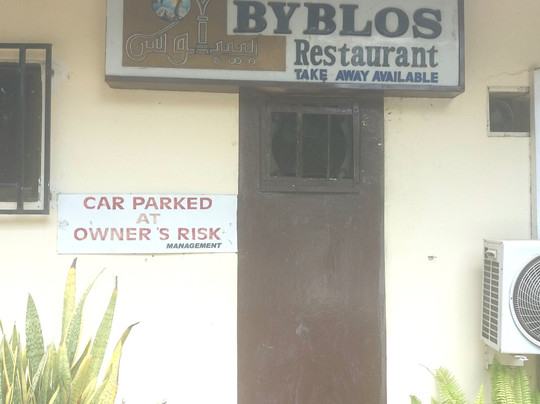 BYBLOS
بيبلوس
Restaurant
TAKE AWAY AVAILABLE
CAR PARKED
AT
OWNER'S RISK
MANAGEMENT